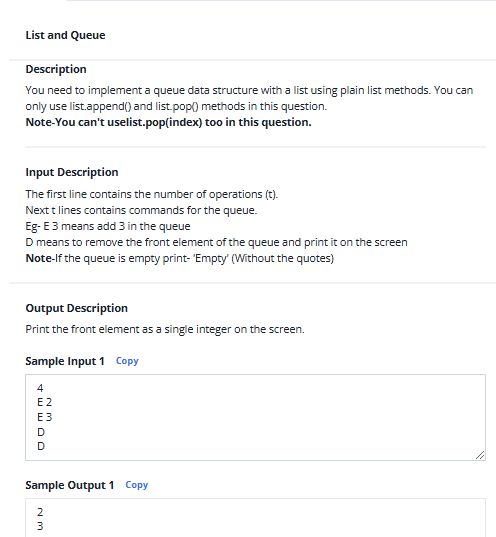 List and Queue
Description
You need to implement a queue data structure with a list using plain list methods. You can
only use list.append() and list.pop() methods in this question.
Note-You can't uselist.pop(index) too in this question.
Input Description
The first line contains the number of operations (t).
Next t lines contains commands for the queue.
Eg- E 3 means add 3 in the queue
D means to remove the front element of the queue and print it on the screen
Note-If the queue is empty print- 'Empty' (Without the quotes)
Output Description
Print the front element as a single integer on the screen.
Sample Input 1 Copy
4
E 2
E 3
D
D
Sample Output 1 Copy
2
3